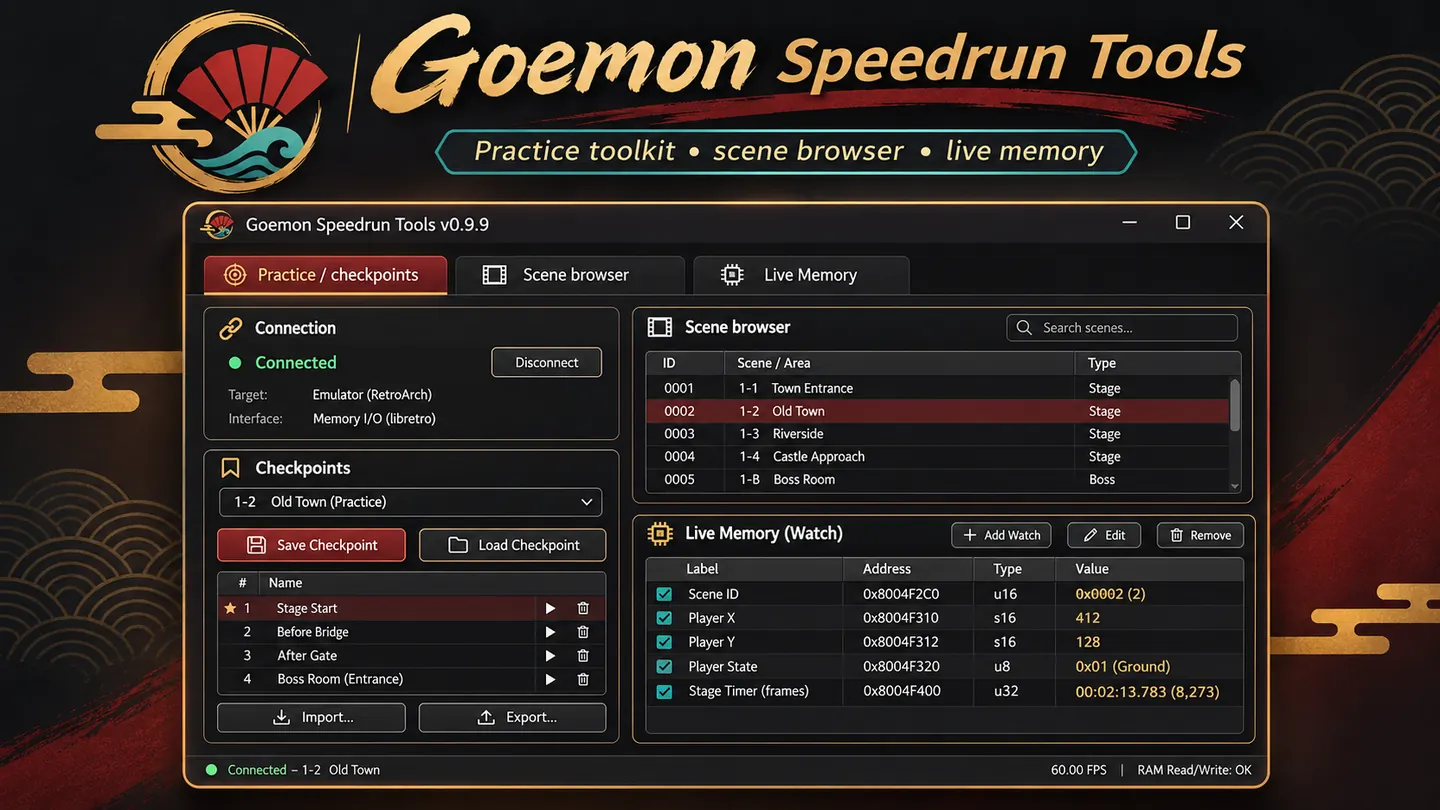 Goemon Speedrun Tools
Practice toolkit • scene browser • live memory
Goemon Speedrun Tools v0.9.9
Practice / checkpoints
Scene browser
Live Memory
Connection
Connected
Disconnect
Target: Emulator (RetroArch)
Interface: Memory I/O (libretro)
Checkpoints
1-2 Old Town (Practice)
Save Checkpoint
Load Checkpoint
# Name
1 Stage Start
2 Before Bridge
3 After Gate
4 Boss Room (Entrance)
Import...
Export...
Scene browser
Search scenes...
ID Scene / Area Type
0001 1-1 Town Entrance Stage
0002 1-2 Old Town Stage
0003 1-3 Riverside Stage
0004 1-4 Castle Approach Stage
0005 1-B Boss Room Boss
Live Memory (Watch)
Add Watch
Edit
Remove
Label Address Type Value
Scene ID 0x8004F2C0 u16 0x0002 (2)
Player X 0x8004F310 s16 412
Player Y 0x8004F312 s16 128
Player State 0x8004F320 u8 0x01 (Ground)
Stage Timer (frames) 0x8004F400 u32 00:02:13.783 (8,273)
Connected – 1-2 Old Town
60.00 FPS | RAM Read/Write: OK